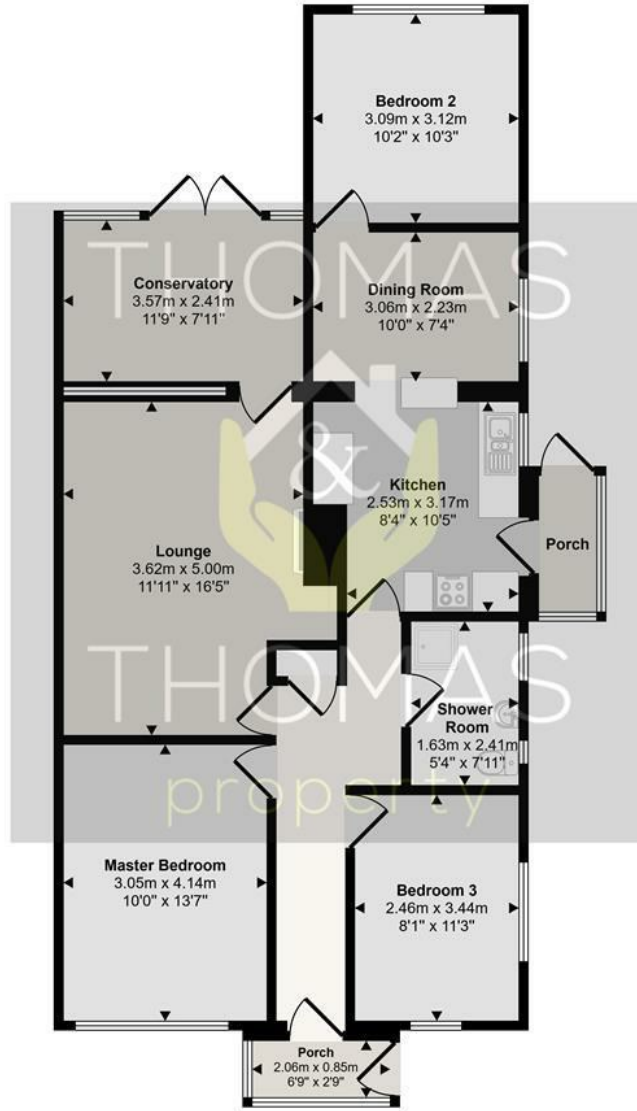 Bedroom 2
3.09m x 3.12m
10'2" x 10'3"
THOMAS
Conservatory
3.57m x 2.41m
11'9" x 7'11"
Dining Room
3.06m x 2.23m
10'0" x 7'4"
&
Kitchen
2.53m x 3.17m
8'4" x 10'5"
Porch
Lounge
3.62m x 5.00m
11'11" x 16'5"
THOMAS
Shower
Room
1.63m x 2.41m
5'4" x 7'11"
property
Master Bedroom
3.05m x 4.14m
10'0" x 13'7"
Bedroom 3
2.46m x 3.44m
8'1" x 11'3"
Porch
2.06m x 0.85m
6'9" x 2'9"